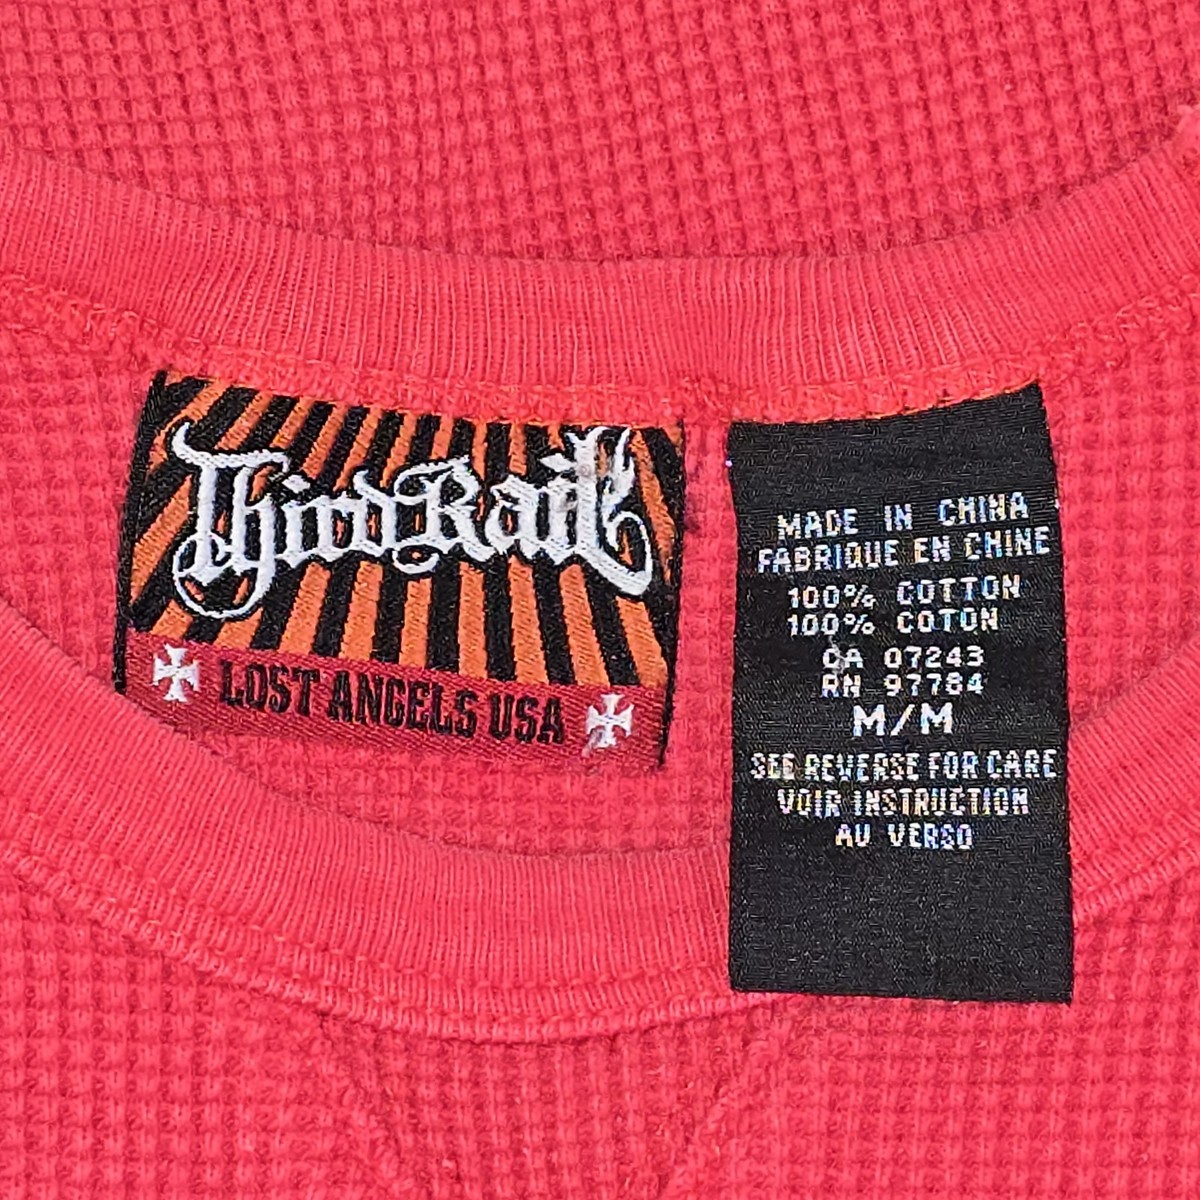 Third Rail
LOST ANGELS USA
MADE IN CHINA
FABRIQUE EN CHINE
100% COTTON
100% COTON
CA 07243
RN 97784
M/M
SEE REVERSE FOR CARE
VOIR INSTRUCTION
AU VERSO